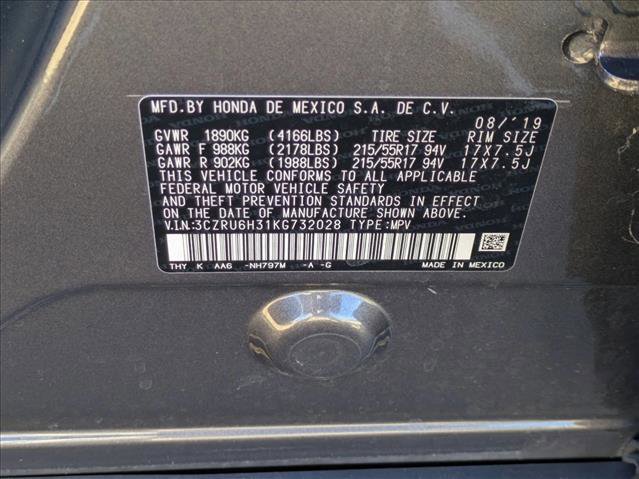 MFD.BY HONDA DE MEXICO S.A. DE C.V.
08/'19
GVWR 1890KG (4166LBS) TIRE SIZE RIM SIZE
GAWR F 988KG (2178LBS) 215/55R17 94V 17X7.5J
GAWR R 902KG (1988LBS) 215/55R17 94V 17X7.5J
THIS VEHICLE CONFORMS TO ALL APPLICABLE
FEDERAL MOTOR VEHICLE SAFETY
AND THEFT PREVENTION STANDARDS IN EFFECT
ON THE DATE OF MANUFACTURE SHOWN ABOVE.
V.I.N:3CZRU6H31KG732028 TYPE:MPV
THY K AA6 -NH797M -A -G MADE IN MEXICO